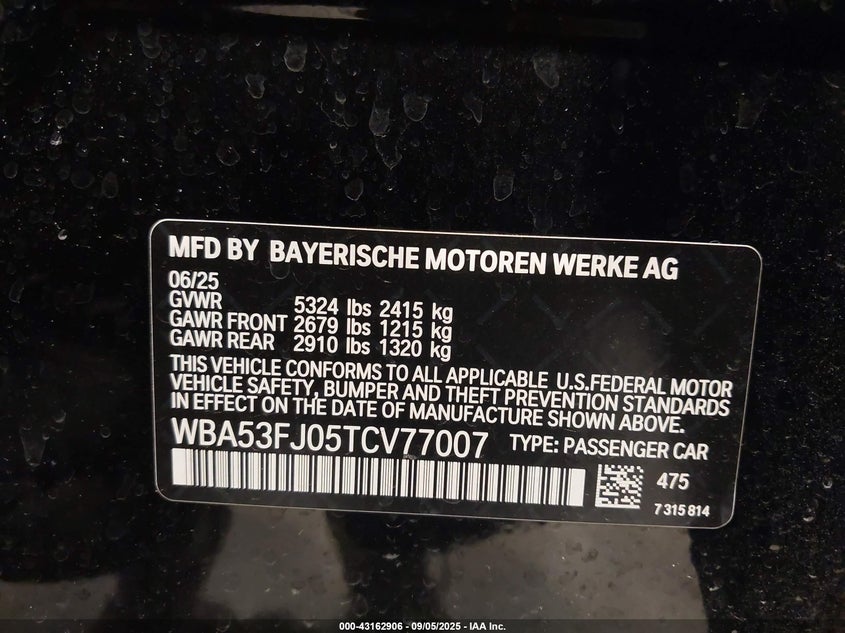 MFD BY BAYERISCHE MOTOREN WERKE AG
06/25
GVWR 5324 lbs 2415 kg
GAWR FRONT 2679 lbs 1215 kg
GAWR REAR 2910 lbs 1320 kg
THIS VEHICLE CONFORMS TO ALL APPLICABLE U.S.FEDERAL MOTOR
VEHICLE SAFETY, BUMPER AND THEFT PREVENTION STANDARDS
IN EFFECT ON THE DATE OF MANUFACTURE SHOWN ABOVE.
WBA53FJ05TCV77007 TYPE: PASSENGER CAR
475
7 315 814
000-43162906 - 09/05/2025 - IAA Inc.